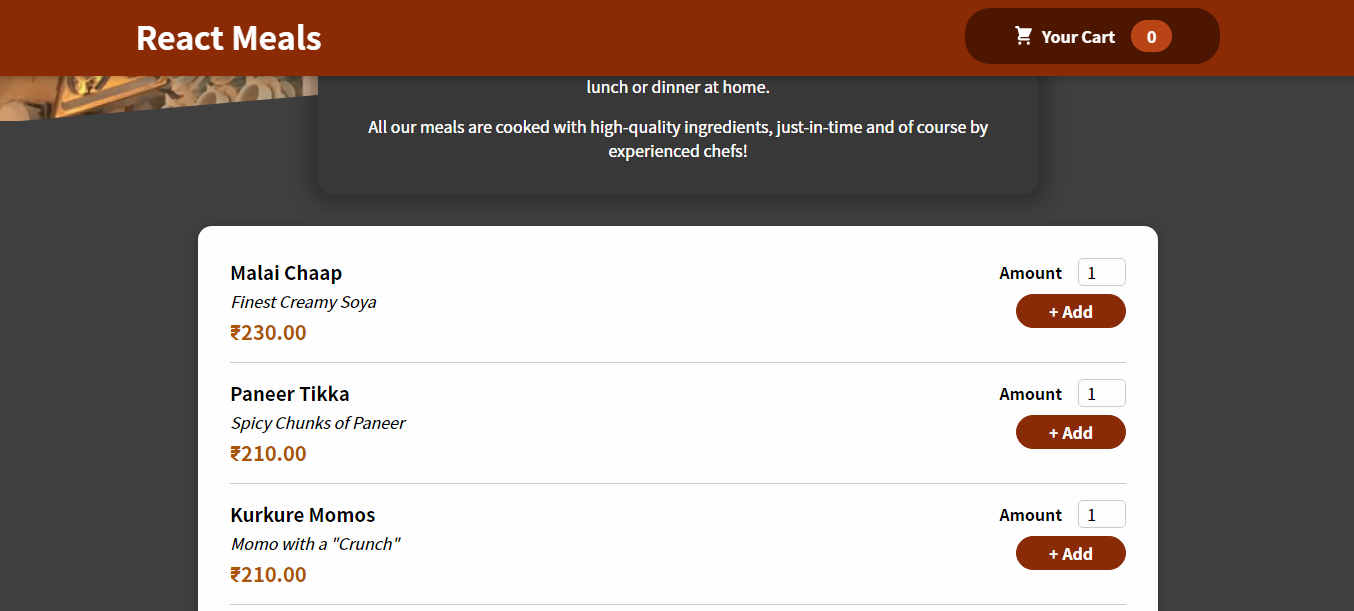 React Meals
Your Cart 0
lunch or dinner at home.
All our meals are cooked with high-quality ingredients, just-in-time and of course by
experienced chefs!
Malai Chaap
Amount 1
Finest Creamy Soya
+ Add
₹230.00
Paneer Tikka
Amount 1
Spicy Chunks of Paneer
+ Add
₹210.00
Kurkure Momos
Amount 1
Momo with a "Crunch"
+ Add
₹210.00